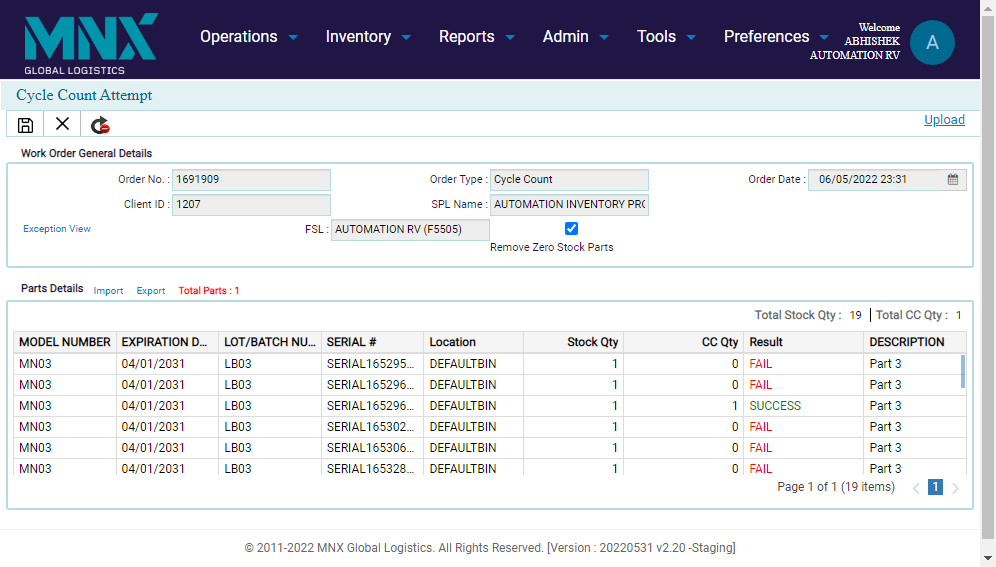 MNX
GLOBAL LOGISTICS
Operations Inventory Reports Admin Tools Preferences
Welcome
ABHISHEK
AUTOMATION RV
A
Cycle Count Attempt
Upload
Work Order General Details
Order No. : 1691909 Order Type : Cycle Count Order Date : 06/05/2022 23:31
Client ID : 1207 SPL Name : AUTOMATION INVENTORY PRO
Exception View FSL : AUTOMATION RV (F5505)
Remove Zero Stock Parts
Parts Details Import Export Total Parts : 1
Total Stock Qty : 19 Total CC Qty : 1
MODEL NUMBER EXPIRATION D... LOT/BATCH NU... SERIAL # Location Stock Qty CC Qty Result DESCRIPTION
MN03 04/01/2031 LB03 SERIAL165295... DEFAULTBIN 1 0 FAIL Part 3
MN03 04/01/2031 LB03 SERIAL165296... DEFAULTBIN 1 0 FAIL Part 3
MN03 04/01/2031 LB03 SERIAL165296... DEFAULTBIN 1 1 SUCCESS Part 3
MN03 04/01/2031 LB03 SERIAL165302... DEFAULTBIN 1 0 FAIL Part 3
MN03 04/01/2031 LB03 SERIAL165306... DEFAULTBIN 1 0 FAIL Part 3
MN03 04/01/2031 LB03 SERIAL165328... DEFAULTBIN 1 0 FAIL Part 3
Page 1 of 1 (19 items) 1
© 2011-2022 MNX Global Logistics. All Rights Reserved. [Version : 20220531 v2.20 -Staging]